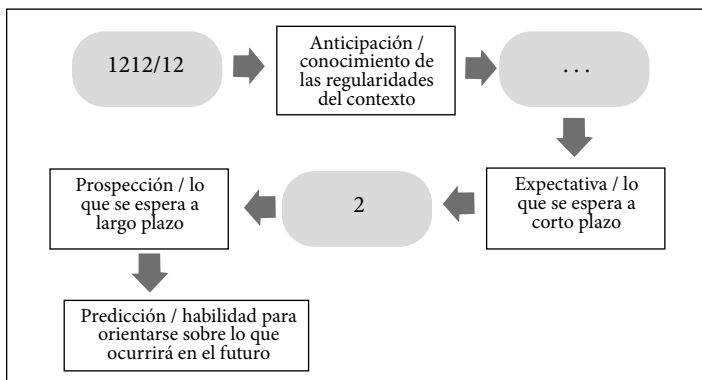 1212/12
Anticipación /
conocimiento de
las regularidades
del contexto
. . .
Expectativa / lo
que se espera a
corto plazo
2
Prospección / lo
que se espera a
largo plazo
Predicción / habilidad para
orientarse sobre lo que
ocurrirá en el futuro